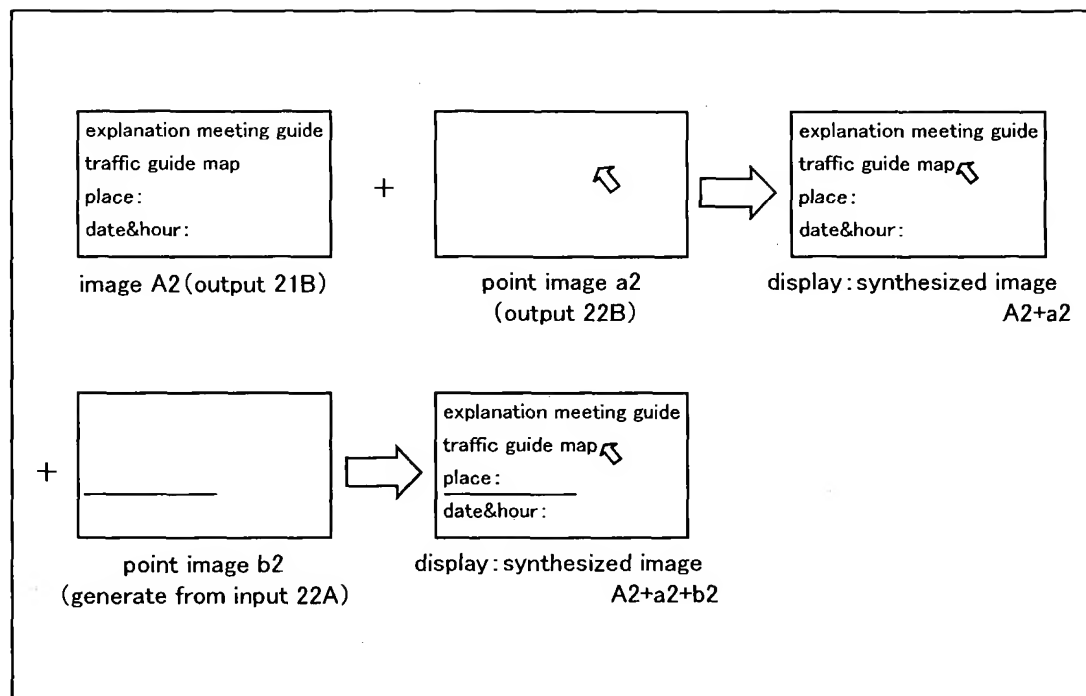 explanation meeting guide
traffic guide map
place:
date&hour:
image A2(output 21B)
+
point image a2
(output 22B)
explanation meeting guide
traffic guide map
place:
date&hour:
display:synthesized image
A2+a2
+
point image b2
(generate from input 22A)
explanation meeting guide
traffic guide map
place:
date&hour:
display:synthesized image
A2+a2+b2